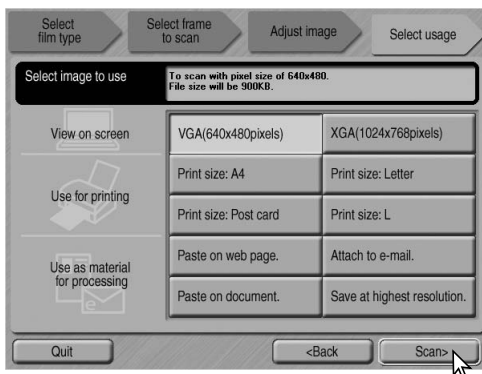 Select
film type
Select frame
to scan
Adjust image
Select usage
Select image to use
To scan with pixel size of 640x480.
File size will be 900KB.
View on screen
VGA(640x480pixels)
XGA(1024x768pixels)
Use for printing
Print size: A4
Print size: Letter
Print size: Post card
Print size: L
Use as material
for processing
Paste on web page.
Attach to e-mail.
Paste on document.
Save at highest resolution.
Quit
<Back
Scan>